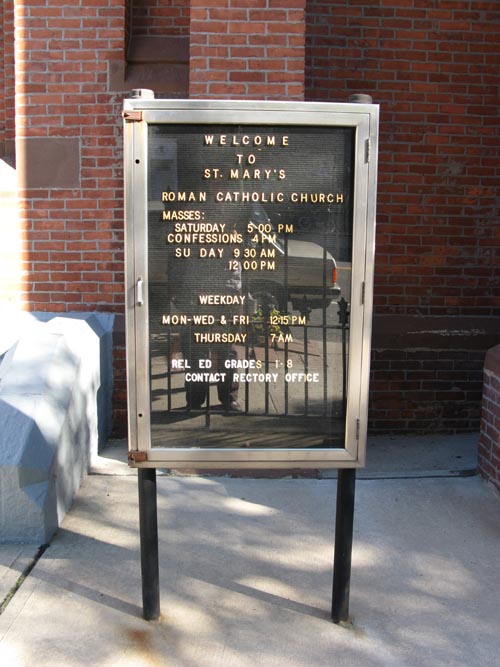 WELCOME
TO
ST. MARY'S
ROMAN CATHOLIC CHURCH
MASSES:
SATURDAY 5:00 PM
CONFESSIONS 4 PM
SU DAY 9 30 AM
12:00 PM
WEEKDAY
MON-WED & FRI 12:15 PM
THURSDAY 7 AM
REL ED GRADES 1-8
CONTACT RECTORY OFFICE